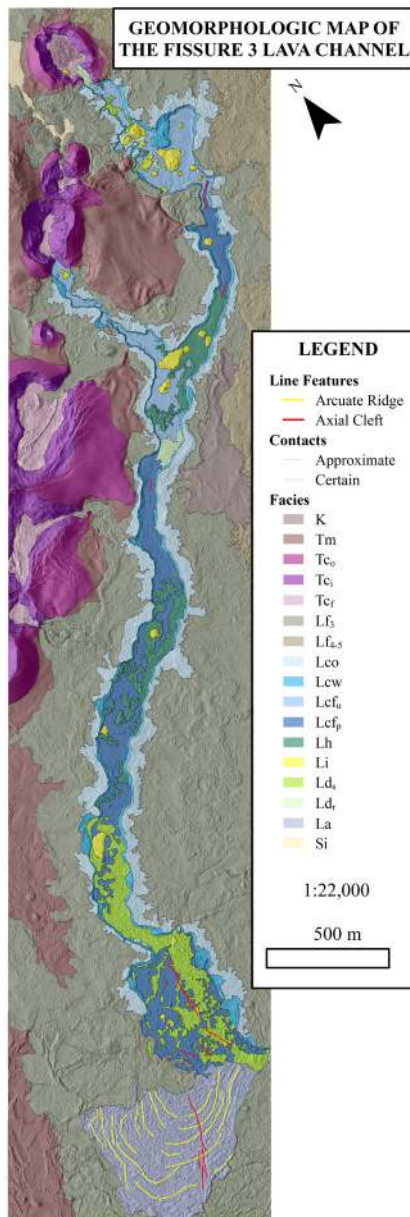 GEOMORPHOLOGIC MAP OF
THE FISSURE 3 LAVA CHANNEL
N
LEGEND
Line Features
Arcuate Ridge
Axial Cleft
Contacts
Approximate
Certain
Facies
K
Tm
Tcₒ
Tcᵢ
Tc_f
Lf₃
Lf₄₋₅
Lco
Lcw
Lcfᵤ
Lcfₚ
Lh
Li
Ldₛ
Ldᵣ
La
Si
1:22,000
500 m